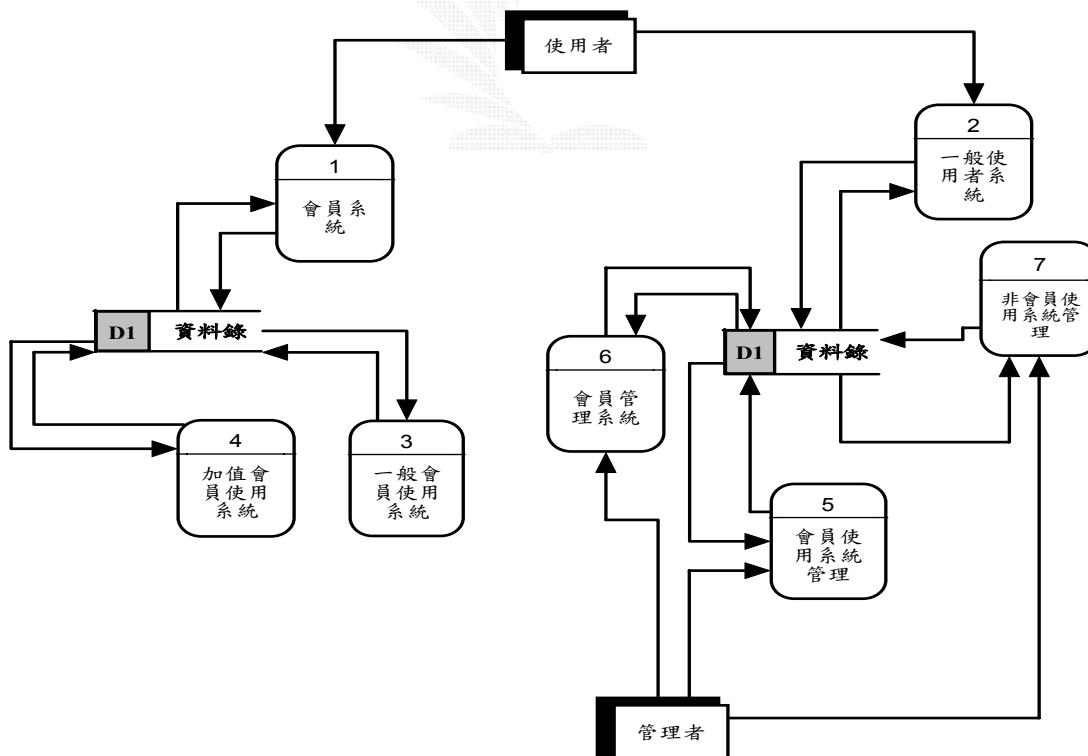 使用者
1
會員系
統
2
一般使
用者系
統
D1 資料錄
4
加值會
員使用
系統
3
一般會
員使用
系統
6
會員管
理系統
D1 資料錄
7
非會員使
用系統管
理
5
會員使
用系統
管理
管理者